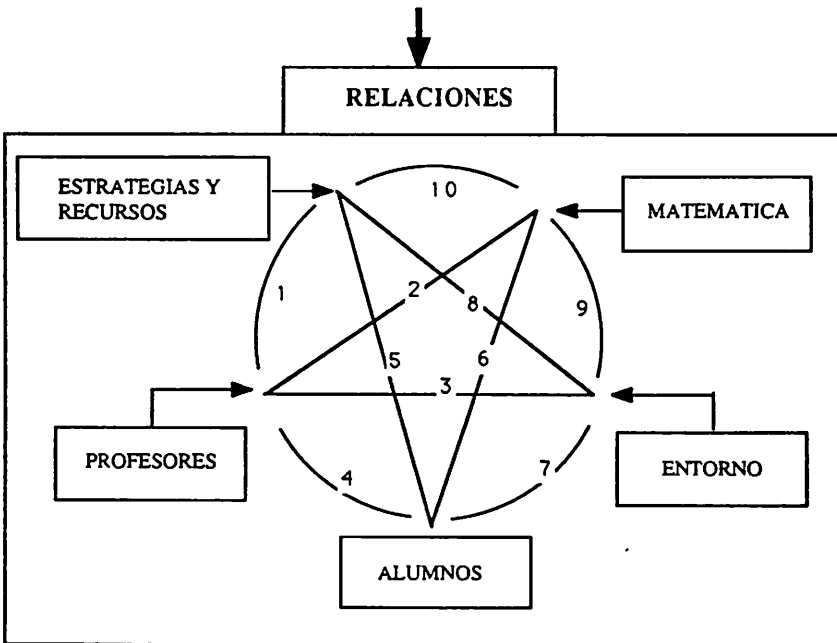 RELACIONES
ESTRATEGIAS Y
RECURSOS
10
MATEMATICA
1
2
8
9
5
6
3
PROFESORES
4
7
ENTORNO
ALUMNOS